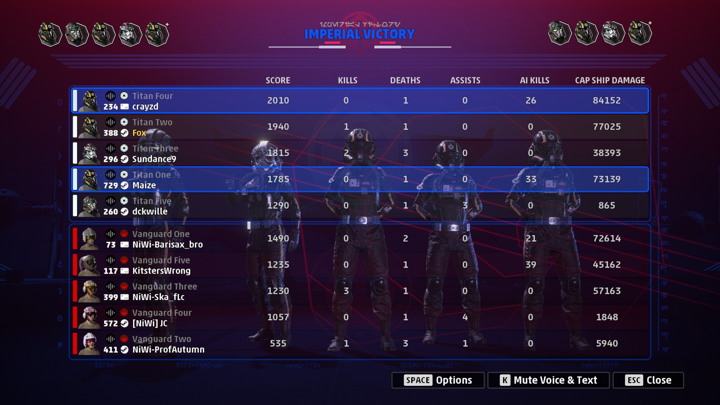 IMPERIAL VICTORY
SCORE KILLS DEATHS ASSISTS AI KILLS CAP SHIP DAMAGE
Titan Four
234 crayzd 2010 0 1 0 26 84152
Titan Two
388 Fox 1940 1 1 0 0 77025
Titan Three
296 Sundance9 1815 2 3 0 0 38393
Titan One
729 Maize 1785 0 1 0 33 73139
Titan Five
260 dckwille 1290 0 1 3 0 865
Vanguard One
73 NiWi-Barisax_bro 1490 0 2 0 21 72614
Vanguard Five
117 KitstersWrong 1235 0 1 0 39 45162
Vanguard Three
399 NiWi-Ska_fLc 1230 3 1 0 0 57163
Vanguard Four
572 [NiWi] JC 1057 0 1 4 0 1848
Vanguard Two
411 NiWi-ProfAutumn 535 1 3 1 0 5940
SPACE Options K Mute Voice & Text ESC Close